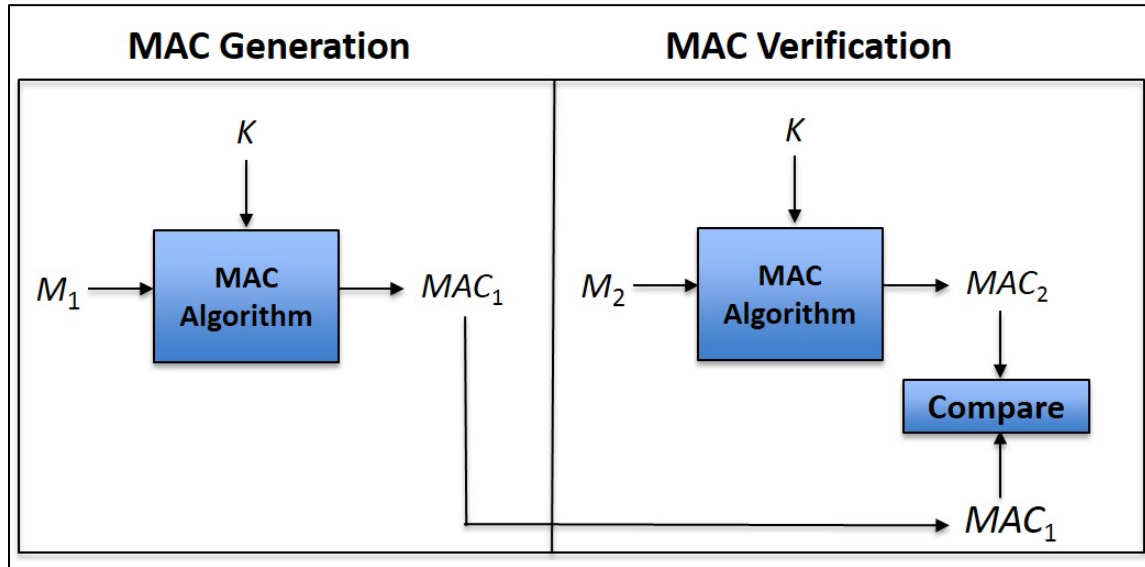 MAC Generation
K
M₁
MAC
Algorithm
MAC₁
MAC Verification
K
M₂
MAC
Algorithm
MAC₂
Compare
MAC₁